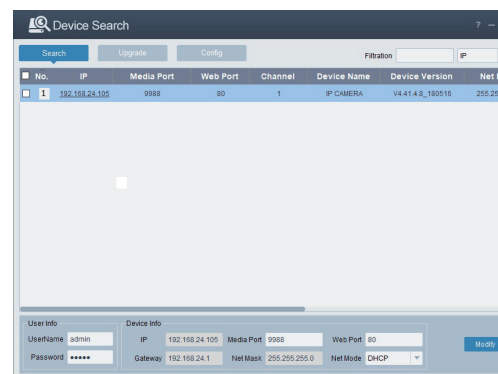 Device Search ? –
Search Upgrade Config Filtration IP
No. IP Media Port Web Port Channel Device Name Device Version Net
1 192.168.24.105 9988 80 1 IP CAMERA V4.41.4.8_180516 255.25
User Info Device Info
UserName admin IP 192.168.24.105 Media Port 9988 Web Port 80 Modify
Password ●●●●● Gateway 192.168.24.1 Net Mask 255.255.255.0 Net Mode DHCP